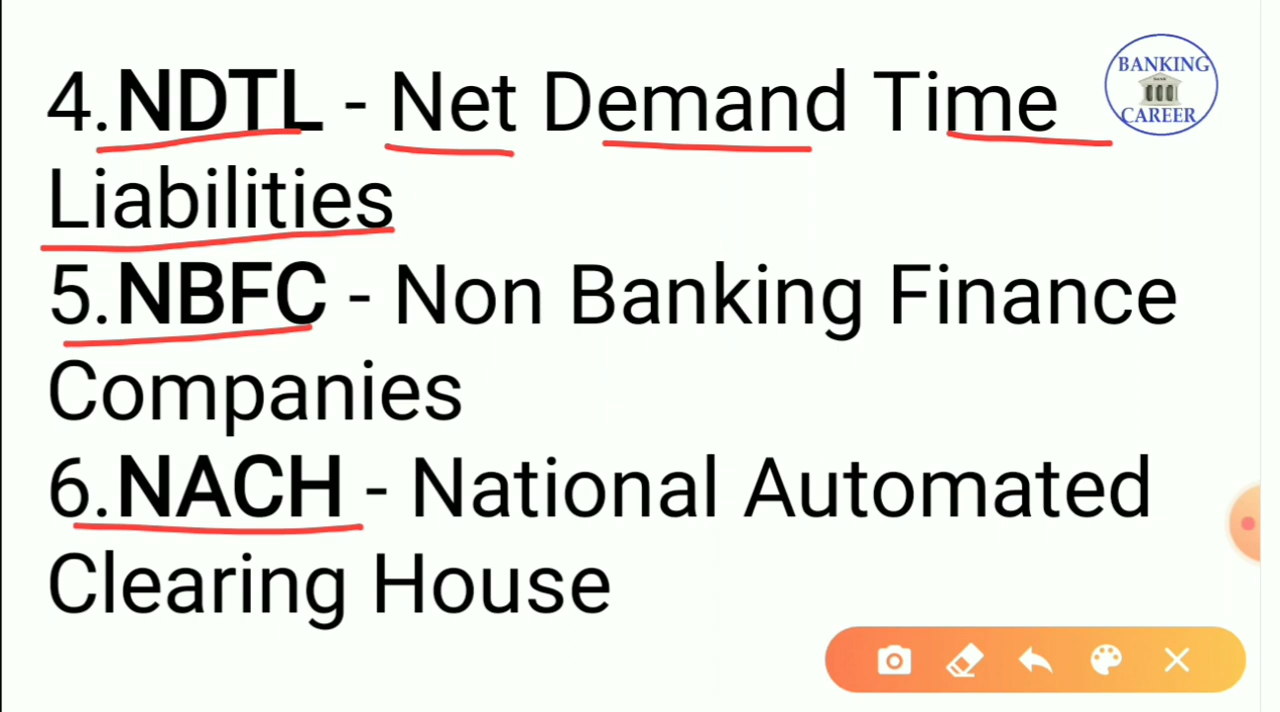 4.NDTL - Net Demand Time
Liabilities
5.NBFC - Non Banking Finance
Companies
6.NACH - National Automated
Clearing House
BANKING
CAREER